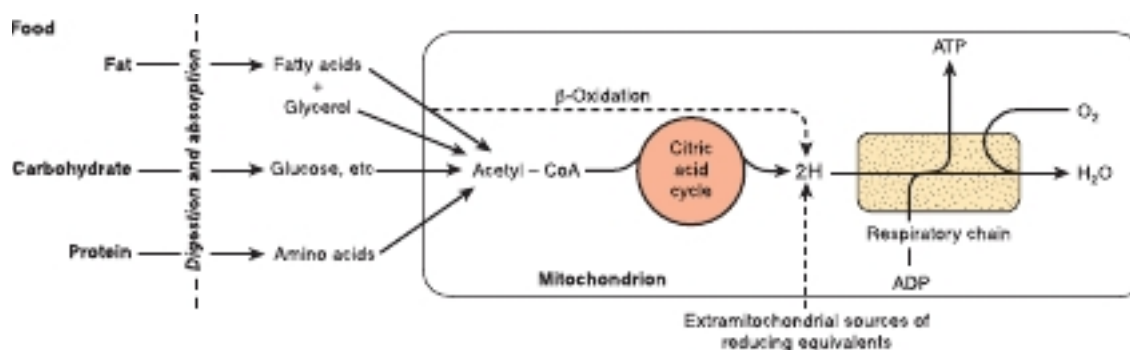 Food
Fat
Fatty acids
+
Glycerol
Carbohydrate
Glucose, etc
Protein
Amino acids
Digestion and absorption
β-Oxidation
Acetyl – CoA
Citric
acid
cycle
2H
ATP
O₂
H₂O
Respiratory chain
ADP
Mitochondrion
Extramitochondrial sources of
reducing equivalents